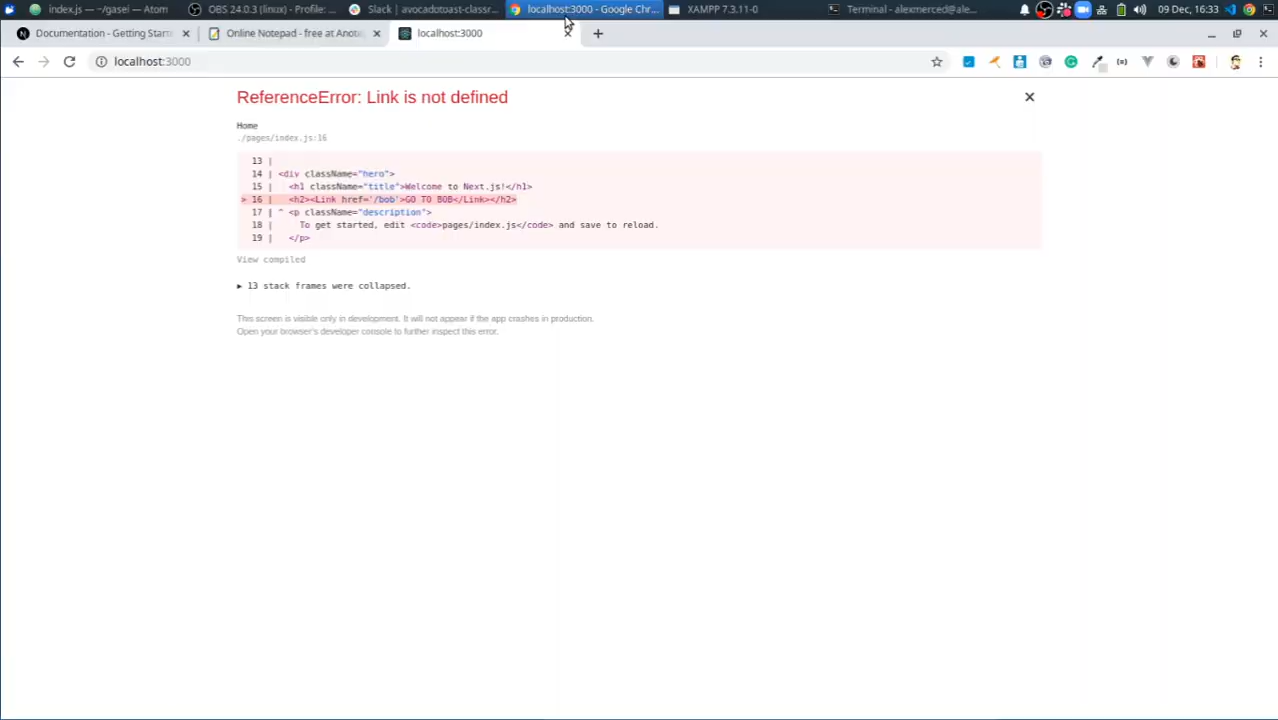 index.js — ~/gasei — Atom
OBS 24.0.3 (linux) - Profile: ...
Slack | avocadotoast-classr...
localhost:3000 - Google Chr...
XAMPP 7.3.11-0
Terminal - alexmerced@ale...
09 Dec, 16:33
Documentation - Getting Starte
Online Notepad - free at Anote
localhost:3000
localhost:3000
ReferenceError: Link is not defined
Home
./pages/index.js:16
13 |
14 | <div className="hero">
15 | <h1 className="title">Welcome to Next.js!</h1>
> 16 | <h2><Link href='/bob'>GO TO BOB</Link></h2>
17 | ^ <p className="description">
18 | To get started, edit <code>pages/index.js</code> and save to reload.
19 | </p>
View compiled
▶ 13 stack frames were collapsed.
This screen is visible only in development. It will not appear if the app crashes in production.
Open your browser's developer console to further inspect this error.